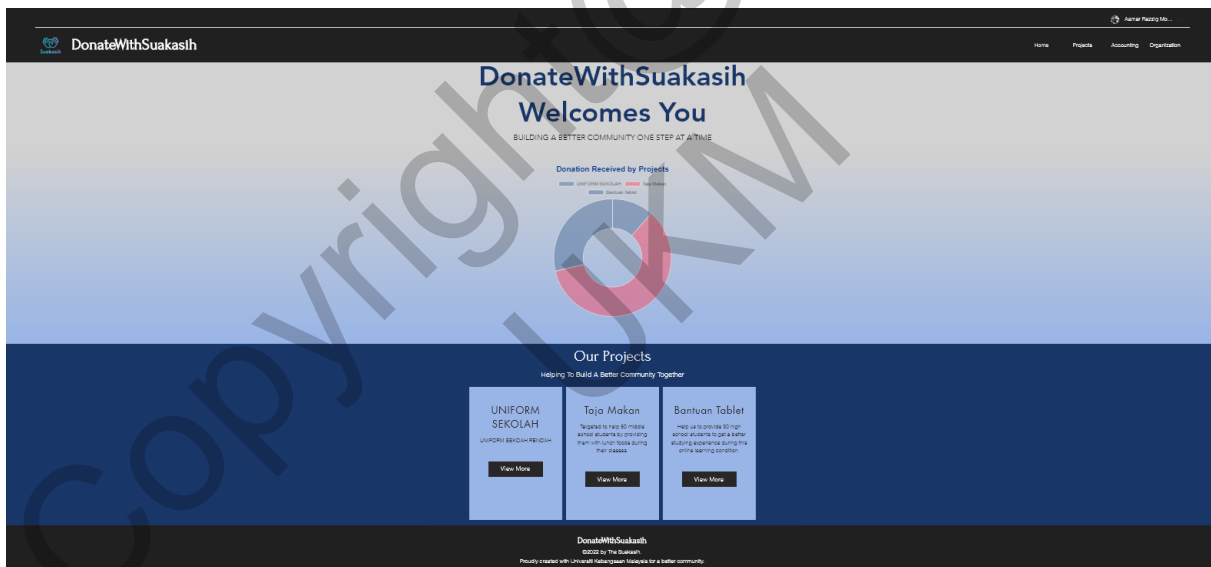 Aamar Razzig Mo...
Suakasih
DonateWithSuakasih
Home Projects Accounting Organization
DonateWithSuakasih
Welcomes You
BUILDING A BETTER COMMUNITY ONE STEP AT A TIME
Donation Received by Projects
UNIFORM SEKOLAH Taja Makan
Bantuan Tablet
Our Projects
Helping To Build A Better Community Together
UNIFORM
SEKOLAH
UNIFORM SEKOAH RENDAH
View More
Taja Makan
Targeted to help 50 middle
school students by providing
them with lunch foods during
their classes
View More
Bantuan Tablet
Help us to provide 50 high
school students to get a better
studying experience during this
online learning condition.
View More
DonateWithSuakasih
©2022 by The Suakasih.
Proudly created with Universiti Kebangsaan Malaysia for a better community.
Copyright@
UKM